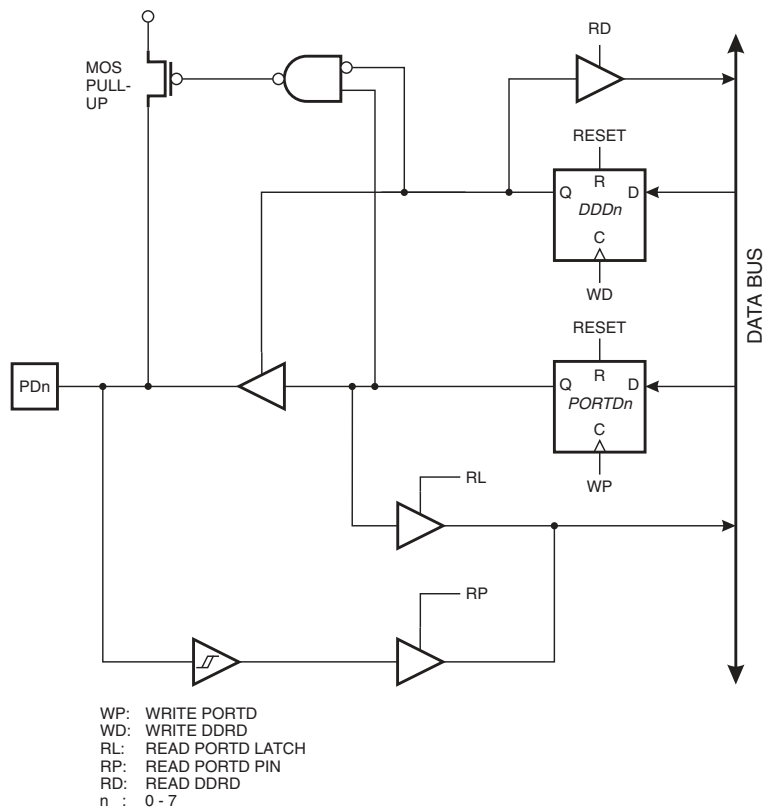 RD
MOS
PULL-
UP
RESET
R
Q
D
DDDn
C
WD
DATA BUS
RESET
PDn
R
Q
D
PORTDn
C
WP
RL
RP
WP: WRITE PORTD
WD: WRITE DDRD
RL: READ PORTD LATCH
RP: READ PORTD PIN
RD: READ DDRD
n : 0 - 7